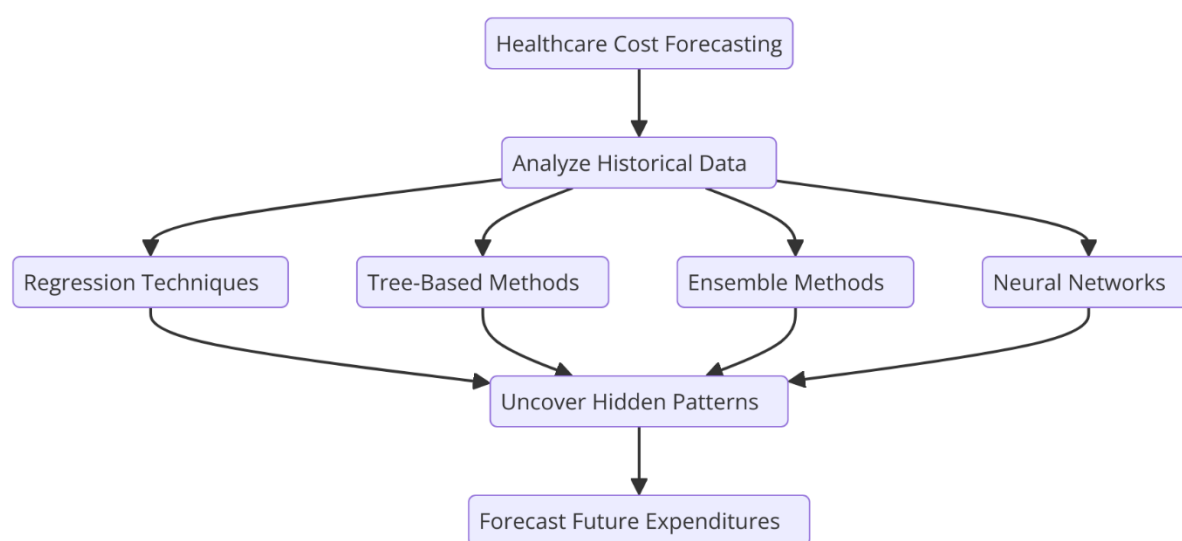 Healthcare Cost Forecasting
Analyze Historical Data
Regression Techniques
Tree-Based Methods
Ensemble Methods
Neural Networks
Uncover Hidden Patterns
Forecast Future Expenditures